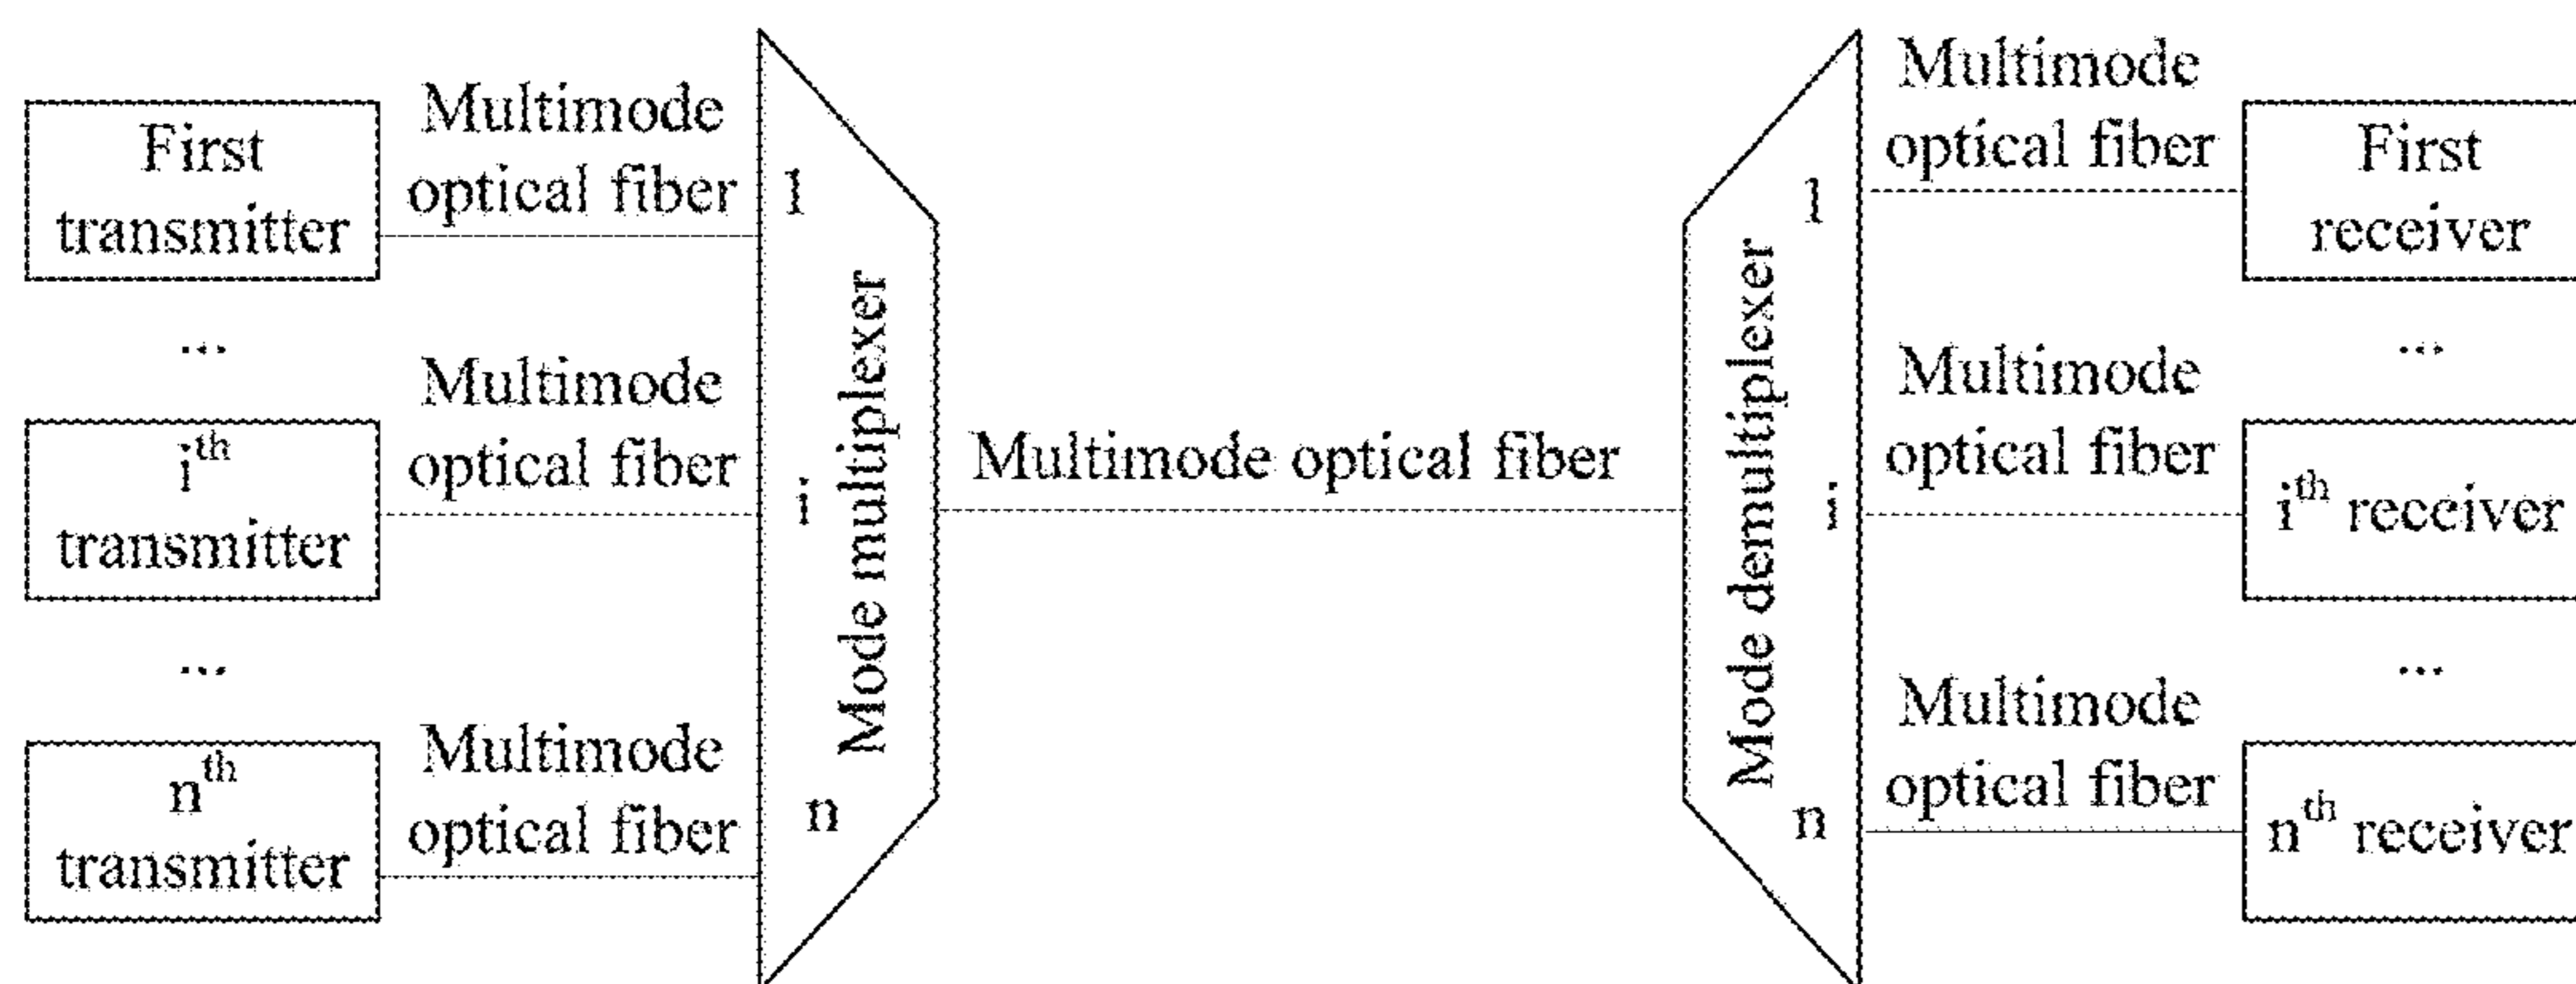 First
transmitter
Multimode
optical fiber
1
...
i^th
transmitter
Multimode
optical fiber
i
...
n^th
transmitter
Multimode
optical fiber
n
Mode multiplexer
Multimode optical fiber
Mode demultiplexer
1
Multimode
optical fiber
First
receiver
...
i
Multimode
optical fiber
i^th receiver
...
n
Multimode
optical fiber
n^th receiver